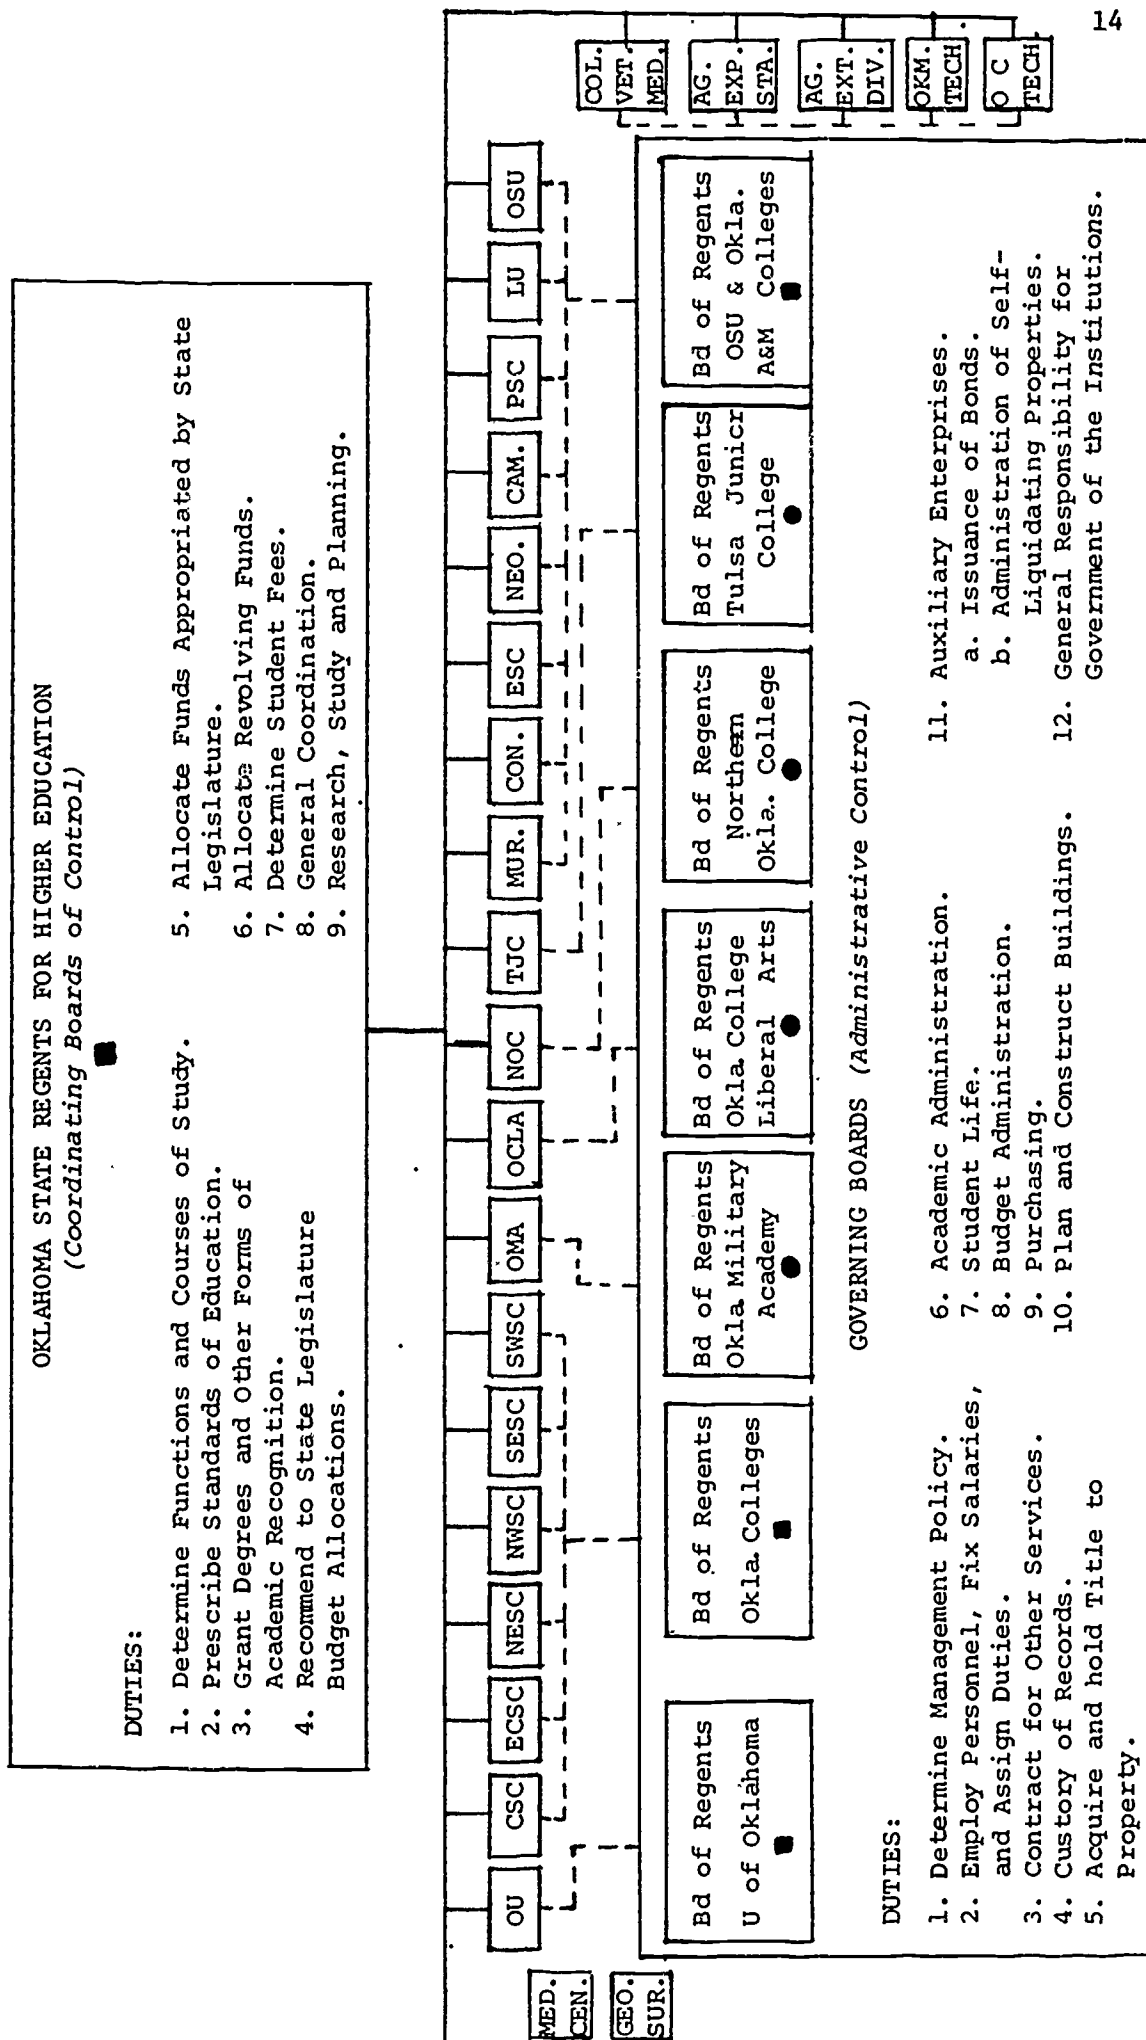 14
OKLAHOMA STATE REGENTS FOR HIGHER EDUCATION
(Coordinating Boards of Control)
DUTIES:
1. Determine Functions and Courses of Study.
2. Prescribe Standards of Education.
3. Grant Degrees and Other Forms of
Academic Recognition.
4. Recommend to State Legislature
Budget Allocations.
5. Allocate Funds Appropriated by State
Legislature.
6. Allocate Revolving Funds.
7. Determine Student Fees.
8. General Coordination.
9. Research, Study and Planning.
MED.
CEN.
GEO.
SUR.
OU
CSC
ECSC
NESC
NWSC
SESC
SWSC
OMA
OCLA
NOC
TJC
MUR.
CON.
ESC
NEO.
CAM.
PSC
LU
OSU
COL.
VET.
MED.
AG.
EXP.
STA.
AG.
EXT.
DIV.
OKM.
TECH.
O C
TECH
Bd of Regents
U of Oklahoma
Bd of Regents
Okla. Colleges
Bd of Regents
Okla Military
Academy
Bd of Regents
Okla. College
Liberal Arts
Bd of Regents
Northern
Okla. College
Bd of Regents
Tulsa Junicr
College
Bd of Regents
OSU & Okla.
A&M Colleges
GOVERNING BOARDS (Administrative Control)
DUTIES:
1. Determine Management Policy.
2. Employ Personnel, Fix Salaries,
and Assign Duties.
3. Contract for Other Services.
4. Custory of Records.
5. Acquire and hold Title to
Property.
6. Academic Administration.
7. Student Life.
8. Budget Administration.
9. Purchasing.
10. Plan and Construct Buildings.
11. Auxiliary Enterprises.
a. Issuance of Bonds.
b. Administration of Self-
Liquidating Properties.
12. General Responsibility for
Government of the Institutions.